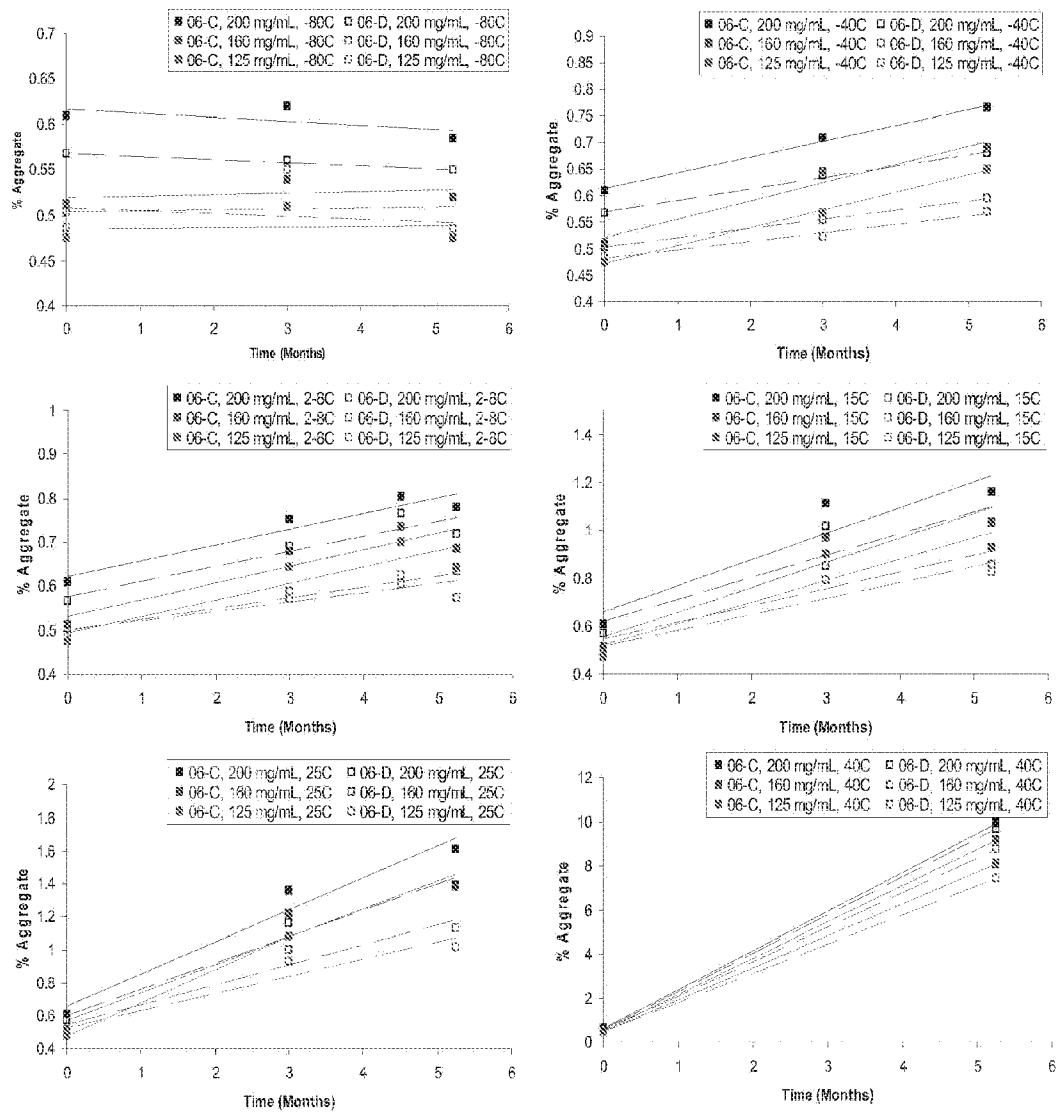 06-C, 200 mg/mL, -80C 06-D, 200 mg/mL, -80C
06-C, 160 mg/mL, -80C 06-D, 160 mg/mL, -80C
06-C, 125 mg/mL, -80C 06-D, 125 mg/mL, -80C
0.7
0.65
0.6
0.55
0.5
0.45
0.4
% Aggregate
0 1 2 3 4 5 6
Time (Months)
06-C, 200 mg/mL, -40C 06-D, 200 mg/mL, -40C
06-C, 160 mg/mL, -40C 06-D, 160 mg/mL, -40C
06-C, 125 mg/mL, -40C 06-D, 125 mg/mL, -40C
0.9
0.85
0.8
0.75
0.7
0.65
0.6
0.55
0.5
0.45
0.4
% Aggregate
0 1 2 3 4 5 6
Time (Months)
06-C, 200 mg/mL, 2-8C 06-D, 200 mg/mL, 2-8C
06-C, 160 mg/mL, 2-8C 06-D, 160 mg/mL, 2-8C
06-C, 125 mg/mL, 2-8C 06-D, 125 mg/mL, 2-8C
1
0.9
0.8
0.7
0.6
0.5
0.4
% Aggregate
0 1 2 3 4 5 6
Time (Months)
06-C, 200 mg/mL, 15C 06-D, 200 mg/mL, 15C
06-C, 160 mg/mL, 15C 06-D, 160 mg/mL, 15C
06-C, 125 mg/mL, 15C 06-D, 125 mg/mL, 15C
1.4
1.2
1
0.8
0.6
0.4
% Aggregate
0 1 2 3 4 5 6
Time (Months)
06-C, 200 mg/mL, 25C 06-D, 200 mg/mL, 25C
06-C, 160 mg/mL, 25C 06-D, 160 mg/mL, 25C
06-C, 125 mg/mL, 25C 06-D, 125 mg/mL, 25C
2
1.8
1.6
1.4
1.2
1
0.8
0.6
0.4
% Aggregate
0 1 2 3 4 5 6
Time (Months)
06-C, 200 mg/mL, 40C 06-D, 200 mg/mL, 40C
06-C, 160 mg/mL, 40C 06-D, 160 mg/mL, 40C
06-C, 125 mg/mL, 40C 06-D, 125 mg/mL, 40C
12
10
8
6
4
2
0
% Aggregate
0 1 2 3 4 5 6
Time (Months)